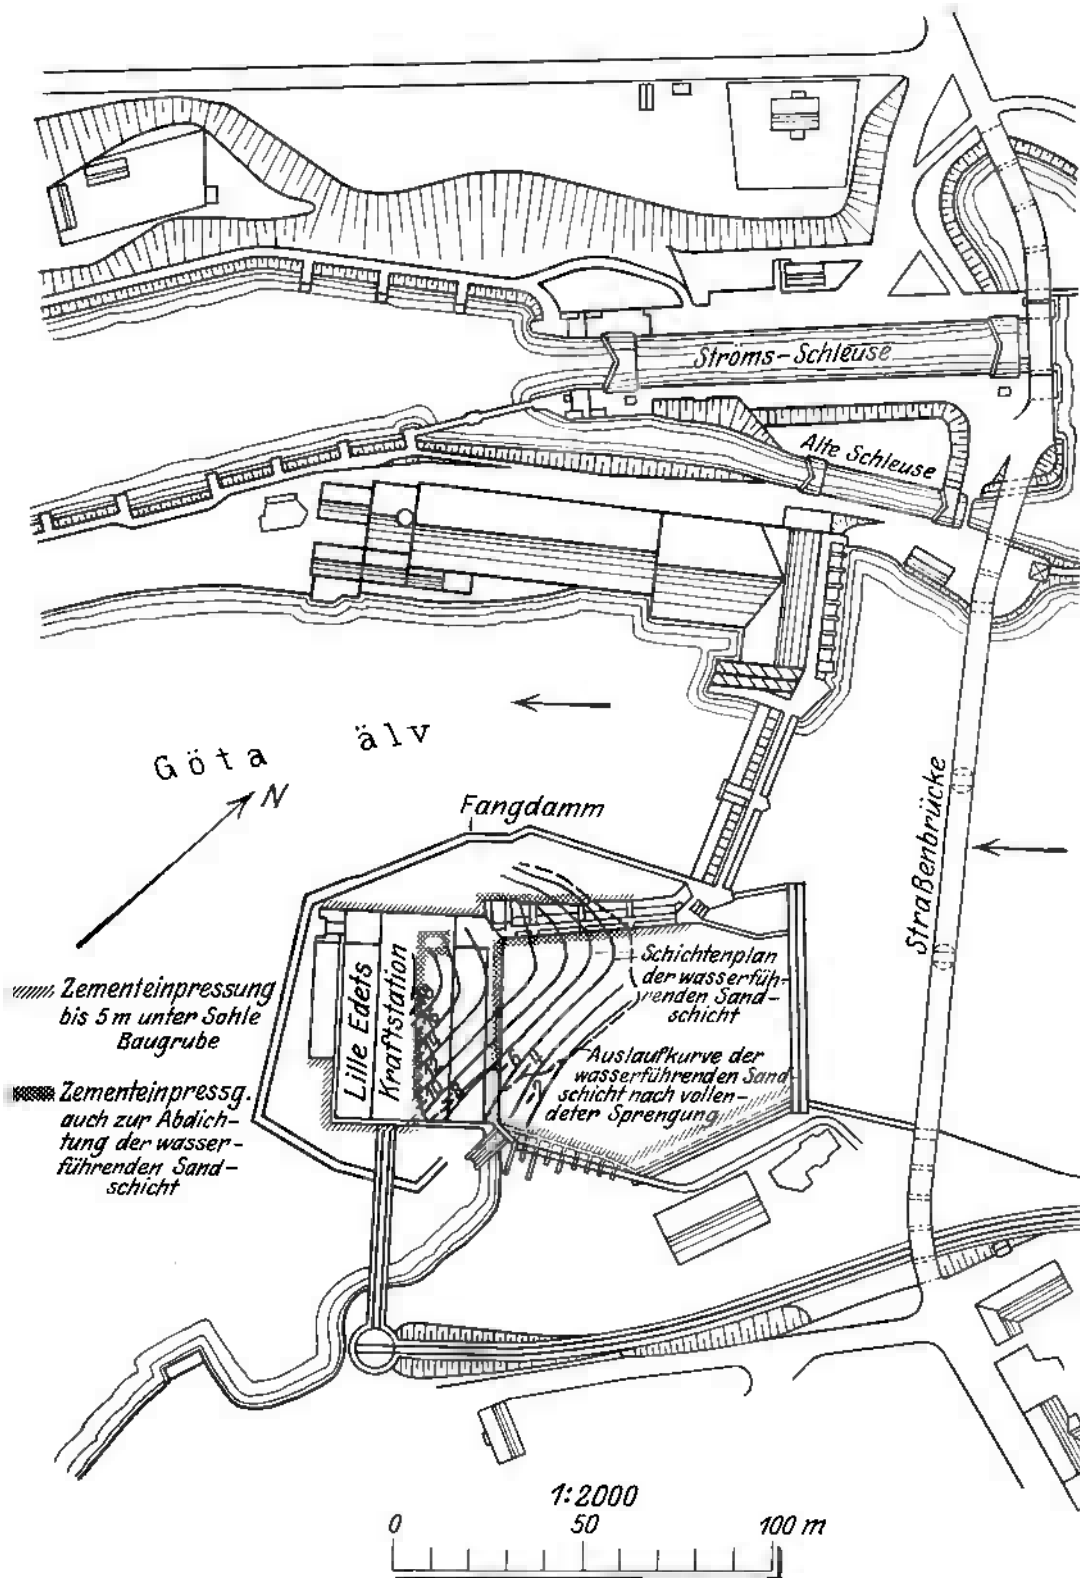 Ströms-Schleuse
Alte Schleuse
Göta älv
N
Fangdamm
Straßenbrücke
Lille Edets
Kraftstation
Schichtenplan
der wasserfüh-
renden Sand-
schicht
Auslaufkurve der
wasserführenden Sand
schicht nach vollen-
deter Sprengung
Zementeinpressung
bis 5 m unter Sohle
Baugrube
Zementeinpressg.
auch zur Abdich-
tung der wasser-
führenden Sand-
schicht
1:2000
0 50 100 m